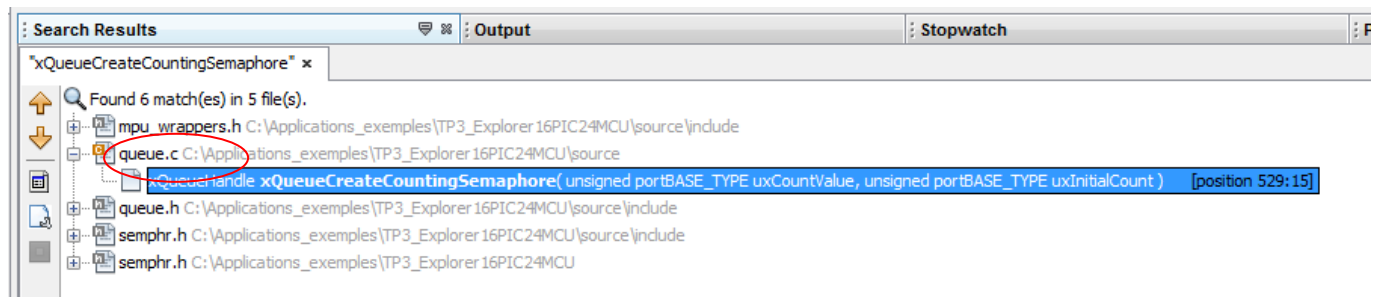 Search Results Output Stopwatch
"xQueueCreateCountingSemaphore" ×
Found 6 match(es) in 5 file(s).
mpu_wrappers.h C:\Applications_exemples\TP3_Explorer16PIC24MCU\source\include
queue.c C:\Applications_exemples\TP3_Explorer16PIC24MCU\source
xQueueHandle xQueueCreateCountingSemaphore( unsigned portBASE_TYPE uxCountValue, unsigned portBASE_TYPE uxInitialCount ) [position 529:15]
queue.h C:\Applications_exemples\TP3_Explorer16PIC24MCU\source\include
semphr.h C:\Applications_exemples\TP3_Explorer16PIC24MCU\source\include
semphr.h C:\Applications_exemples\TP3_Explorer16PIC24MCU